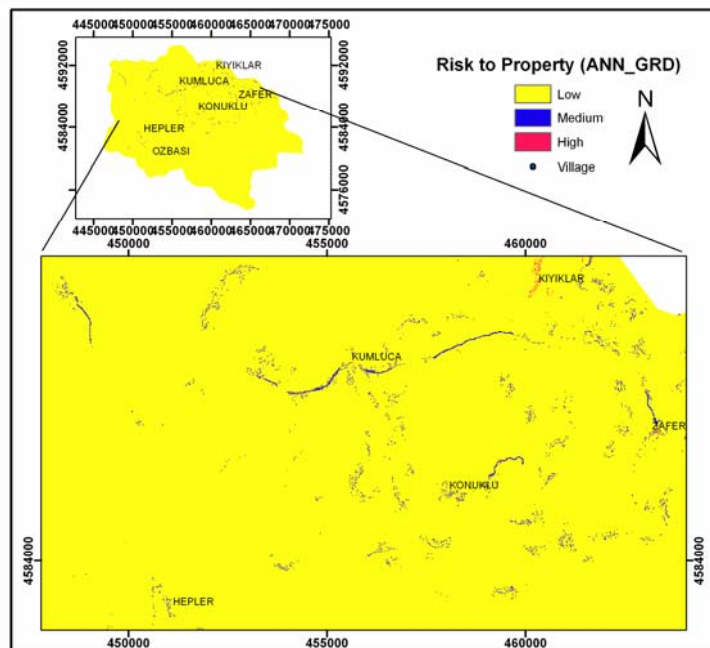 445000 450000 455000 460000 465000 470000 475000
4592000
4584000
4576000
4592000
4584000
4576000
KIYIKLAR
KUMLUCA
ZAFER
KONUKLU
HEPLER
OZBASI
445000 450000 455000 460000 465000 470000 475000
Risk to Property (ANN_GRD)
Low
Medium
High
Village
N
450000 455000 460000
KIYIKLAR
KUMLUCA
ZAFER
KONUKLU
4584000
4584000
HEPLER
450000 455000 460000